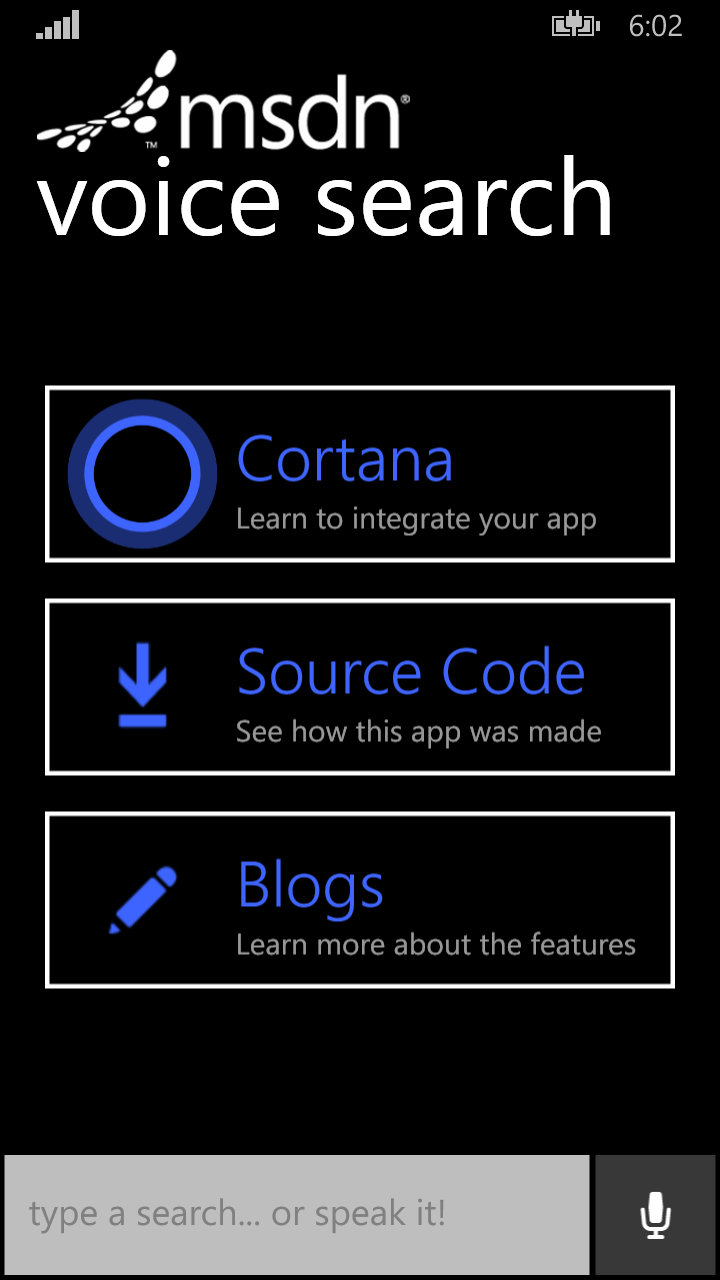 6:02
msdn®
™
voice search
Cortana
Learn to integrate your app
Source Code
See how this app was made
Blogs
Learn more about the features
type a search... or speak it!